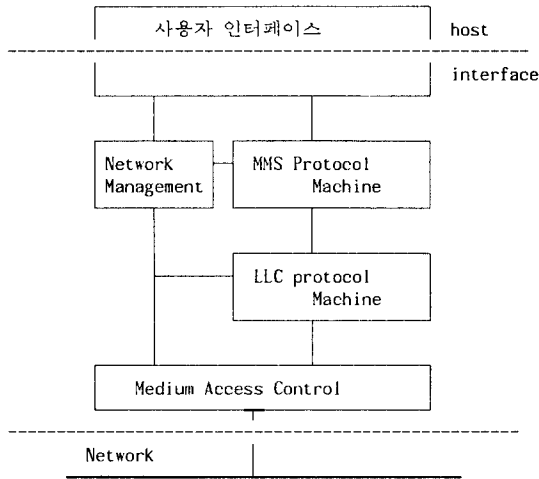 사용자 인터페이스
host
interface
Network
Management
MMS Protocol
Machine
LLC protocol
Machine
Medium Access Control
Network